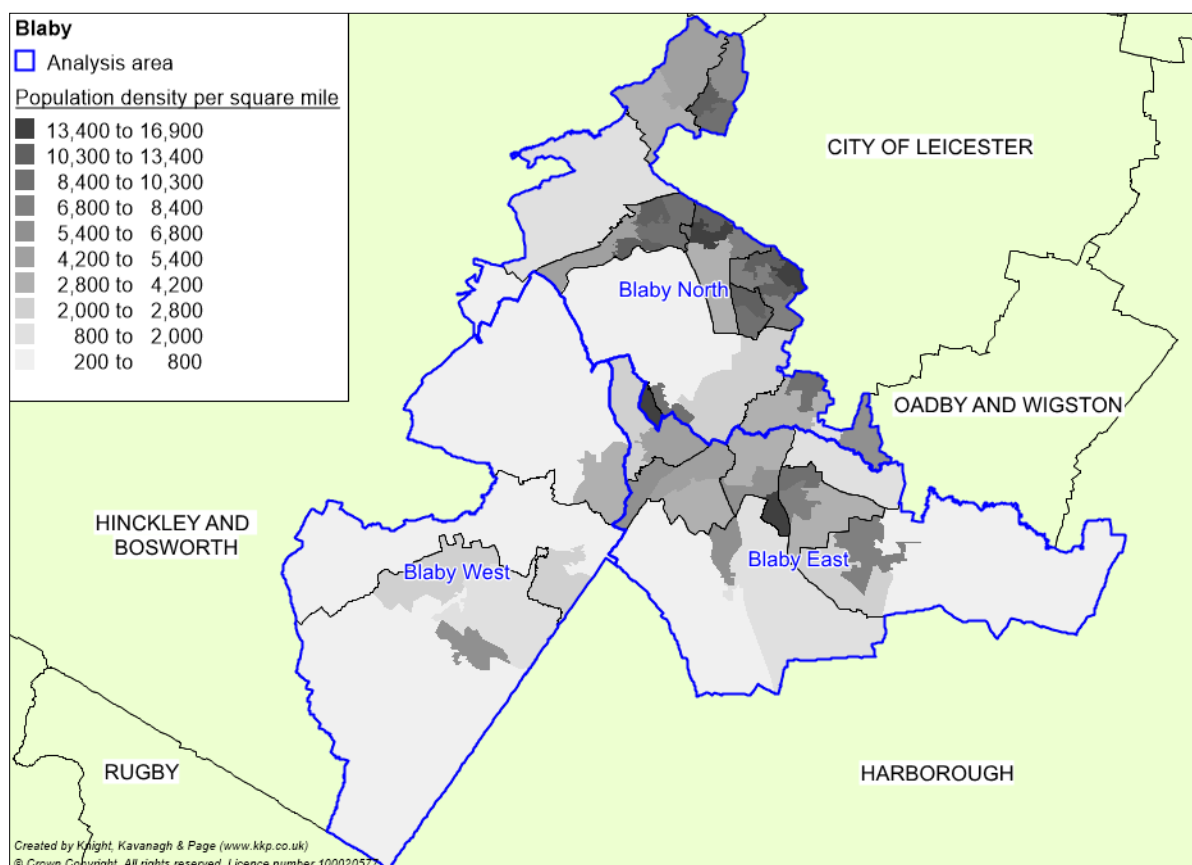 Blaby
Analysis area
Population density per square mile
13,400 to 16,900
10,300 to 13,400
8,400 to 10,300
6,800 to 8,400
5,400 to 6,800
4,200 to 5,400
2,800 to 4,200
2,000 to 2,800
800 to 2,000
200 to 800
CITY OF LEICESTER
Blaby North
OADBY AND WIGSTON
HINCKLEY AND
BOSWORTH
Blaby West
Blaby East
RUGBY
HARBOROUGH
Created by Knight, Kavanagh & Page (www.kkp.co.uk)
© Crown Copyright. All rights reserved. Licence number 100020577